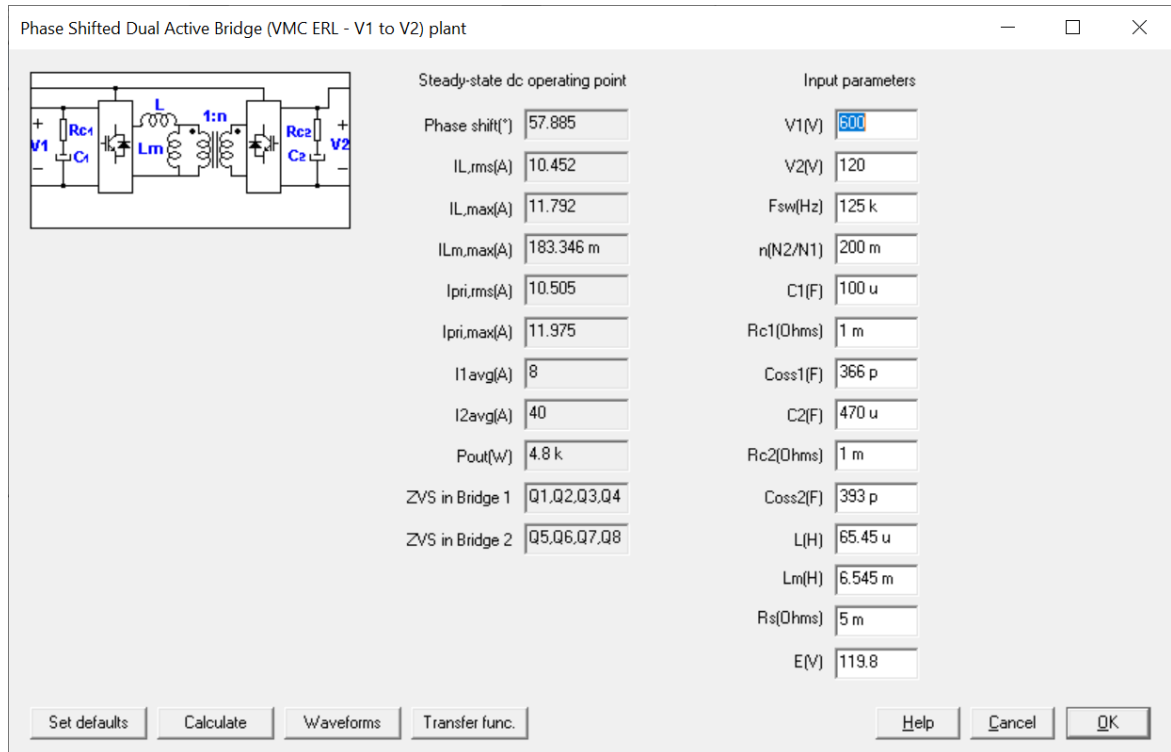 Phase Shifted Dual Active Bridge (VMC ERL - V1 to V2) plant
L
1:n
+
Rc1
V1
C1
Lm
Rc2
C2
+
V2
Steady-state dc operating point
Phase shift(°) 57.885
IL,rms(A) 10.452
IL,max(A) 11.792
ILm,max(A) 183.346 m
Ipri,rms(A) 10.505
Ipri,max(A) 11.975
I1avg(A) 8
I2avg(A) 40
Pout(W) 4.8 k
ZVS in Bridge 1 Q1,Q2,Q3,Q4
ZVS in Bridge 2 Q5,Q6,Q7,Q8
Input parameters
V1(V) 600
V2(V) 120
Fsw(Hz) 125 k
n(N2/N1) 200 m
C1(F) 100 u
Rc1(Ohms) 1 m
Coss1(F) 366 p
C2(F) 470 u
Rc2(Ohms) 1 m
Coss2(F) 393 p
L(H) 65.45 u
Lm(H) 6.545 m
Rs(Ohms) 5 m
E(V) 119.8
Set defaults
Calculate
Waveforms
Transfer func.
Help
Cancel
OK